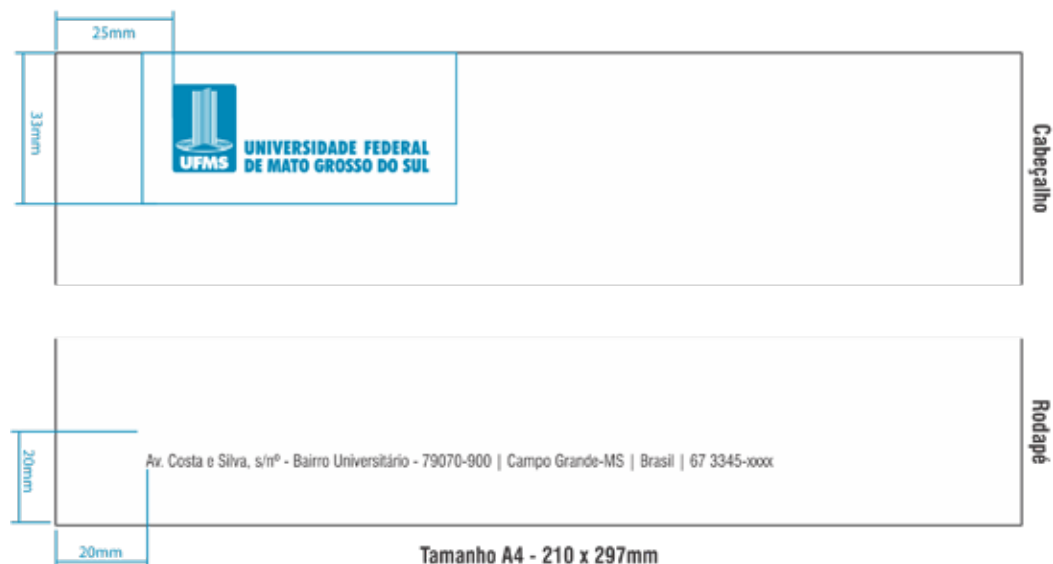 25mm
33mm
UFMS
UNIVERSIDADE FEDERAL
DE MATO GROSSO DO SUL
Cabeçalho
Rodapé
20mm
Av. Costa e Silva, s/nº - Bairro Universitário - 79070-900 | Campo Grande-MS | Brasil | 67 3345-xxxx
20mm
Tamanho A4 - 210 x 297mm